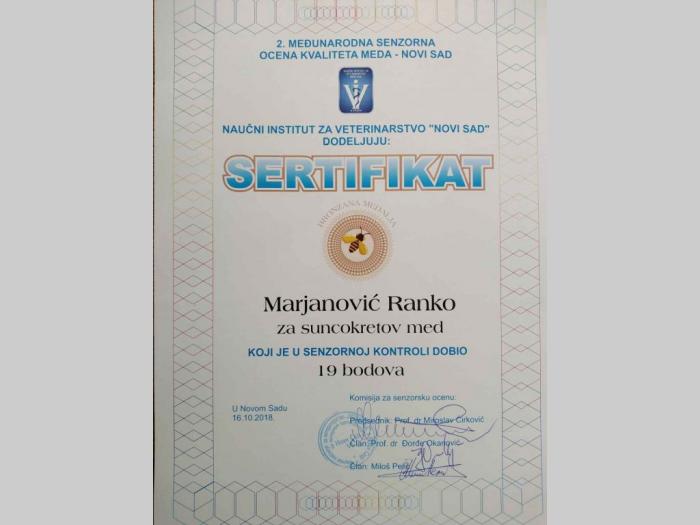 2. MEĐUNARODNA SENZORNA
OCENA KVALITETA MEDA - NOVI SAD
NAUČNI INSTITUT ZA VETERINARSTVO "NOVI SAD"
DODELJUJU:
SERTIFIKAT
BRONZANA MEDALJA
Marjanović Ranko
za suncokretov med
KOJI JE U SENZORNOJ KONTROLI DOBIO
19 bodova
Komisija za senzorsku ocenu:
U Novom Sadu
16.10.2018.
Predsednik: Prof. dr Miroslav Ćirković
Član: Prof. dr Đorđe Okanović
Član: Miloš Pelić